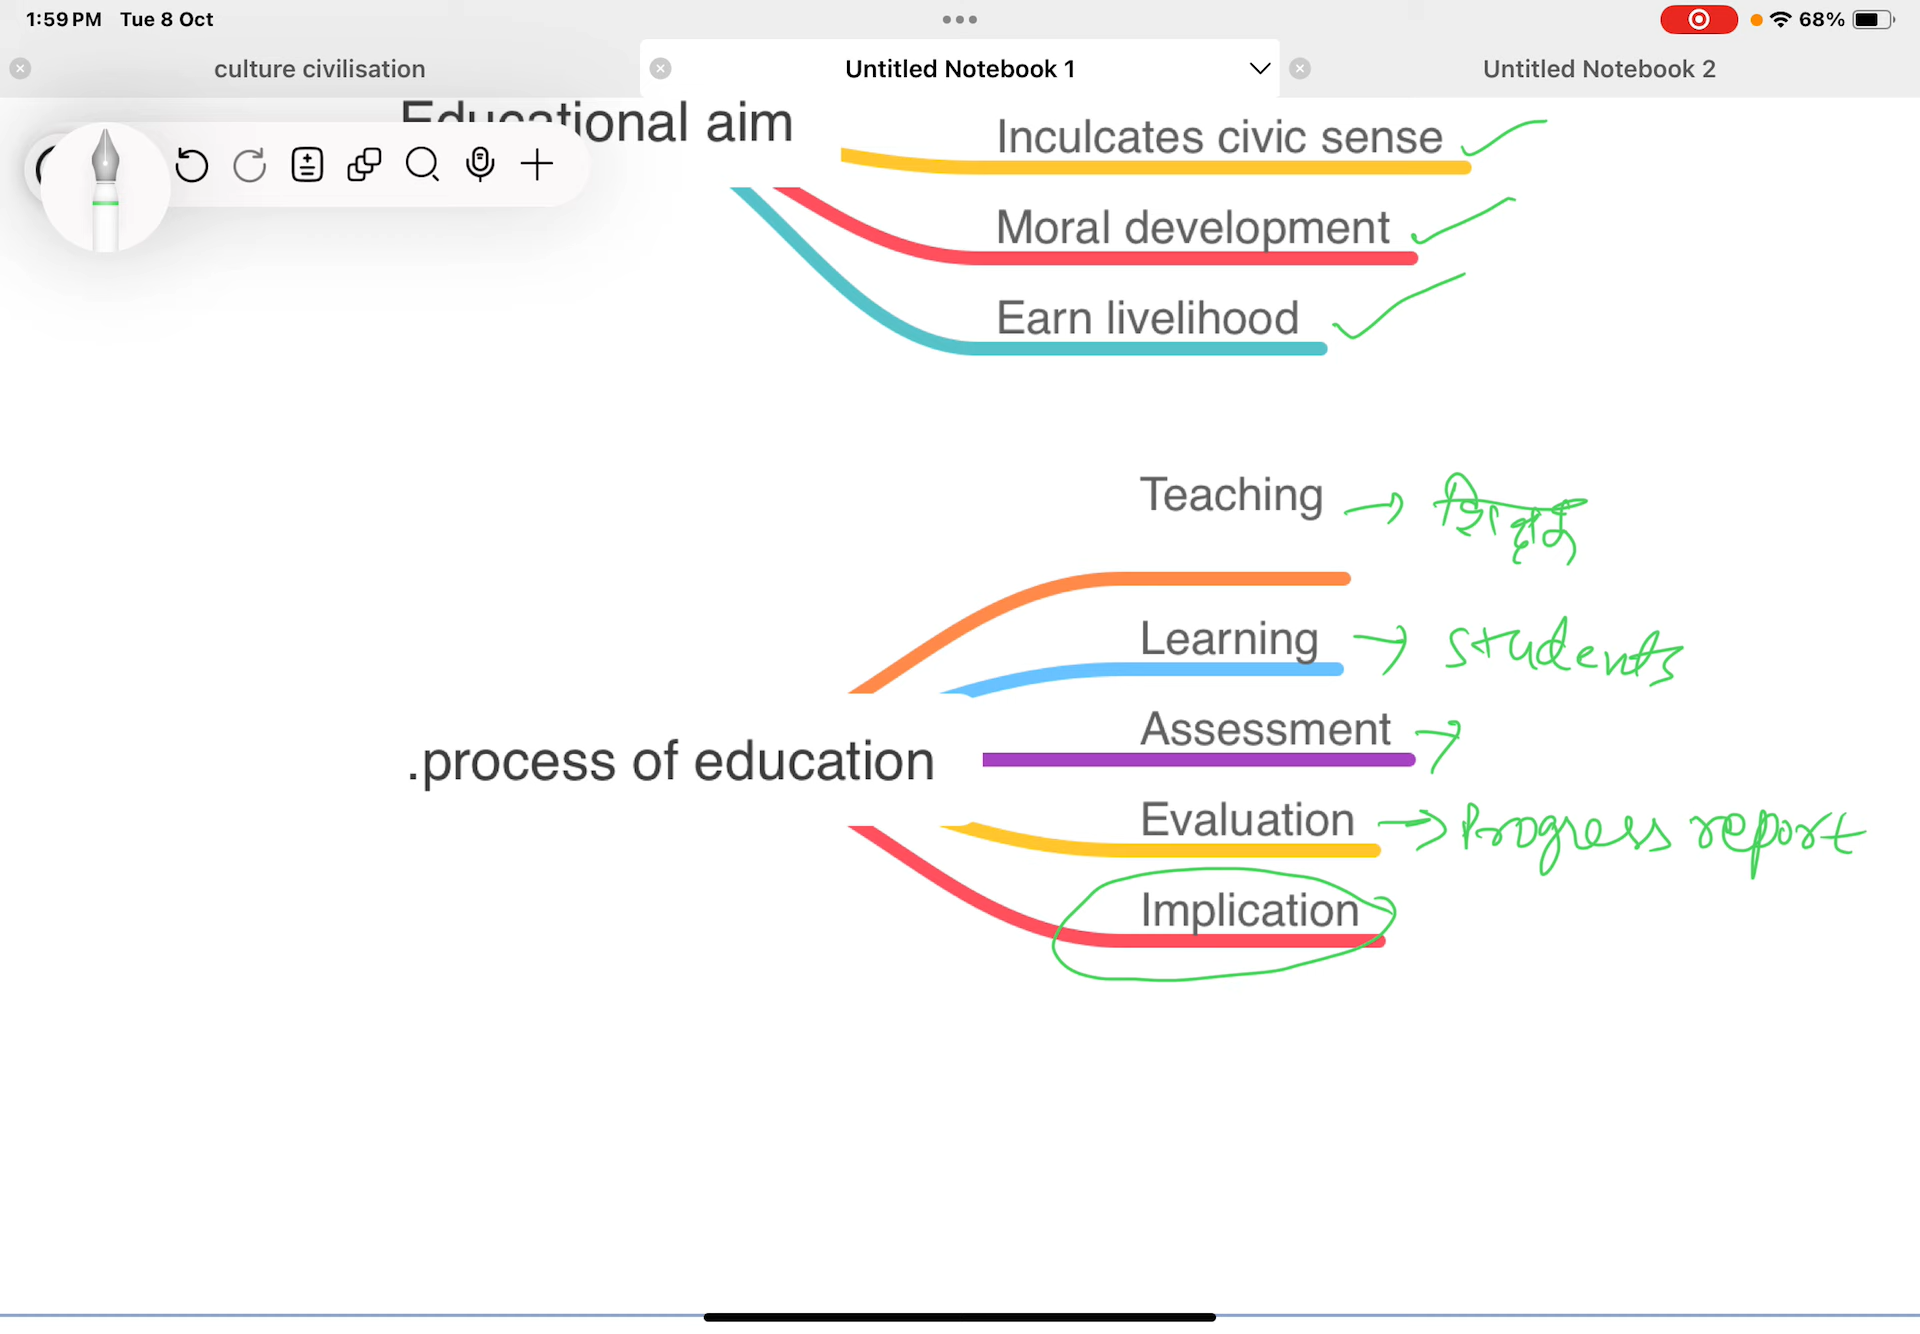 1:59 PM Tue 8 Oct
68%
culture civilisation
Untitled Notebook 1
Untitled Notebook 2
Educational aim
Inculcates civic sense
Moral development
Earn livelihood
Teaching →
Learning → students
Assessment →
.process of education
Evaluation → Progress report
Implication